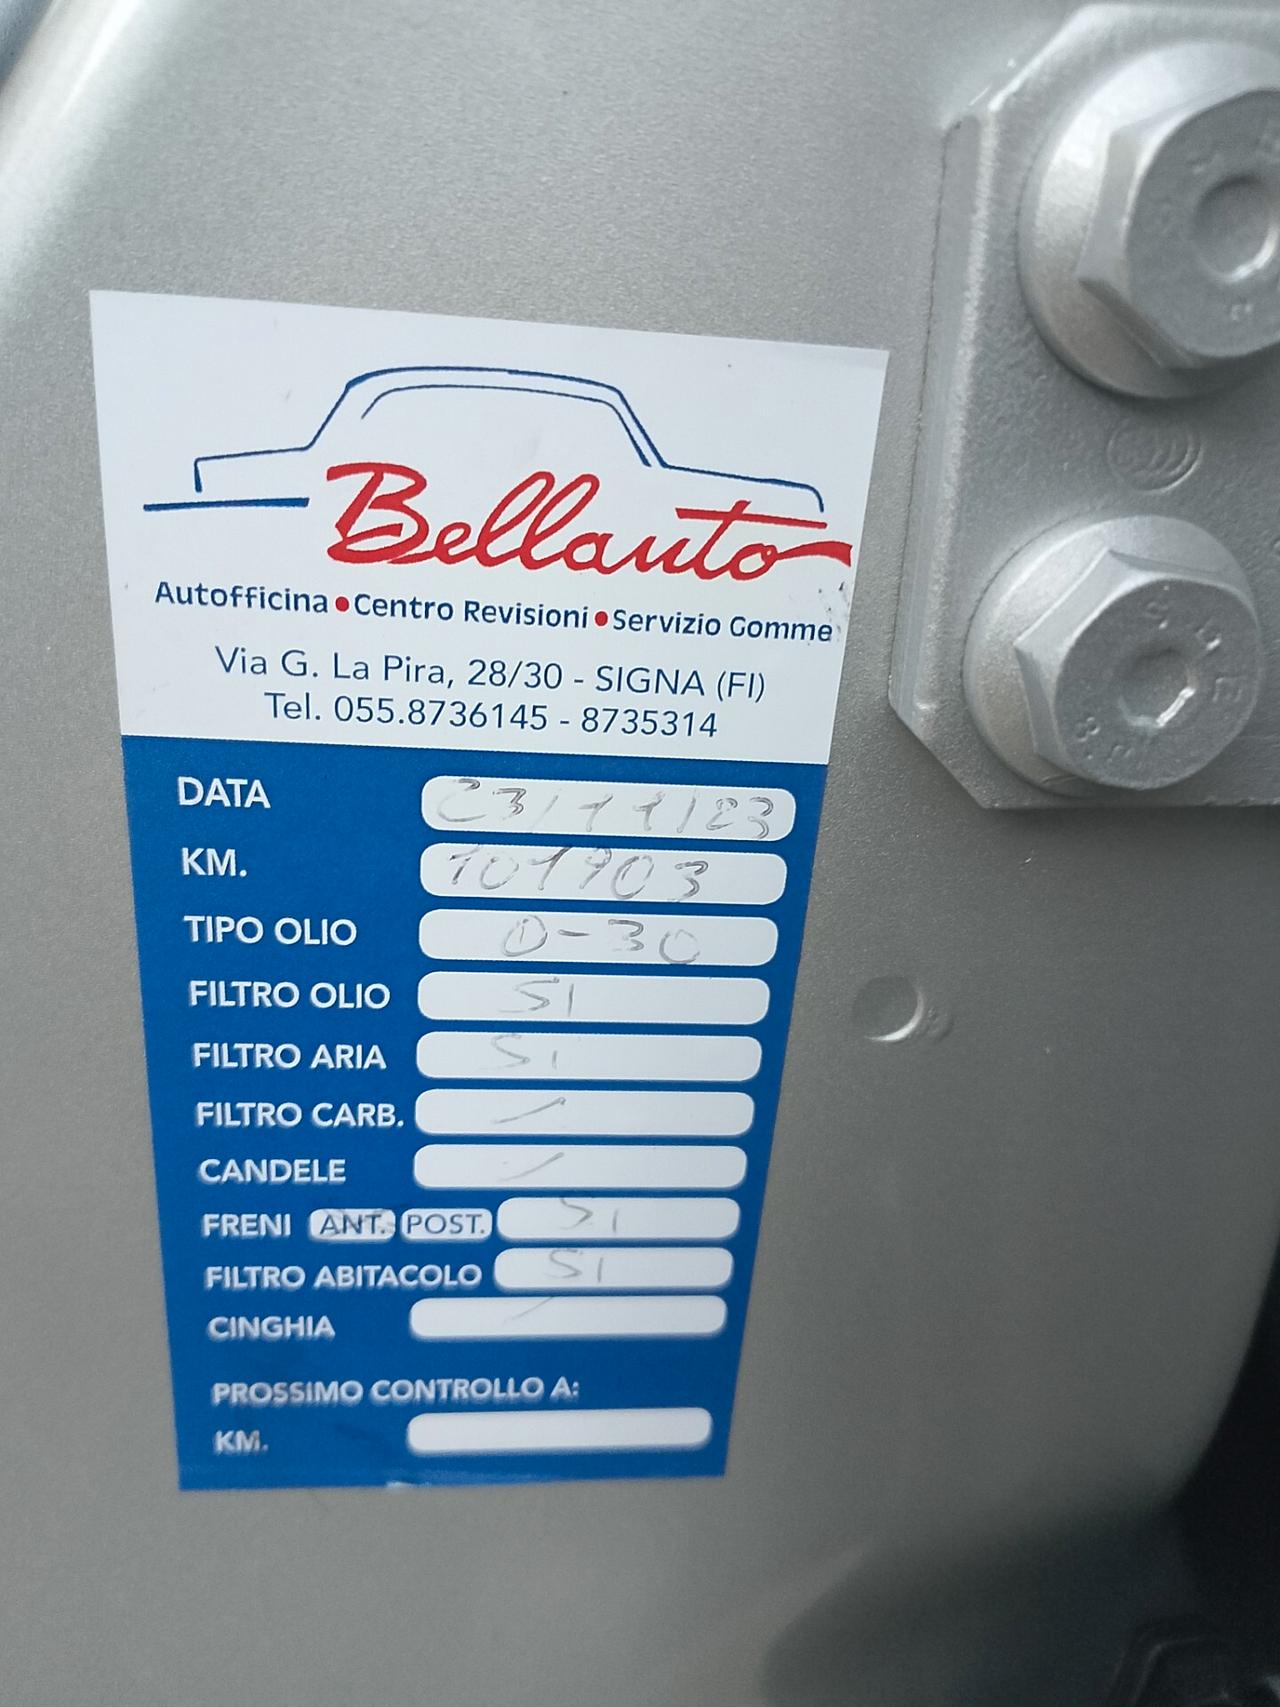 Bellauto
Autofficina • Centro Revisioni • Servizio Gomme
Via G. La Pira, 28/30 - SIGNA (FI)
Tel. 055.8736145 - 8735314
DATA 23/11/23
KM. 101903
TIPO OLIO 0-30
FILTRO OLIO SI
FILTRO ARIA SI
FILTRO CARB. /
CANDELE /
FRENI ANT. POST. SI
FILTRO ABITACOLO SI
CINGHIA /
PROSSIMO CONTROLLO A:
KM.